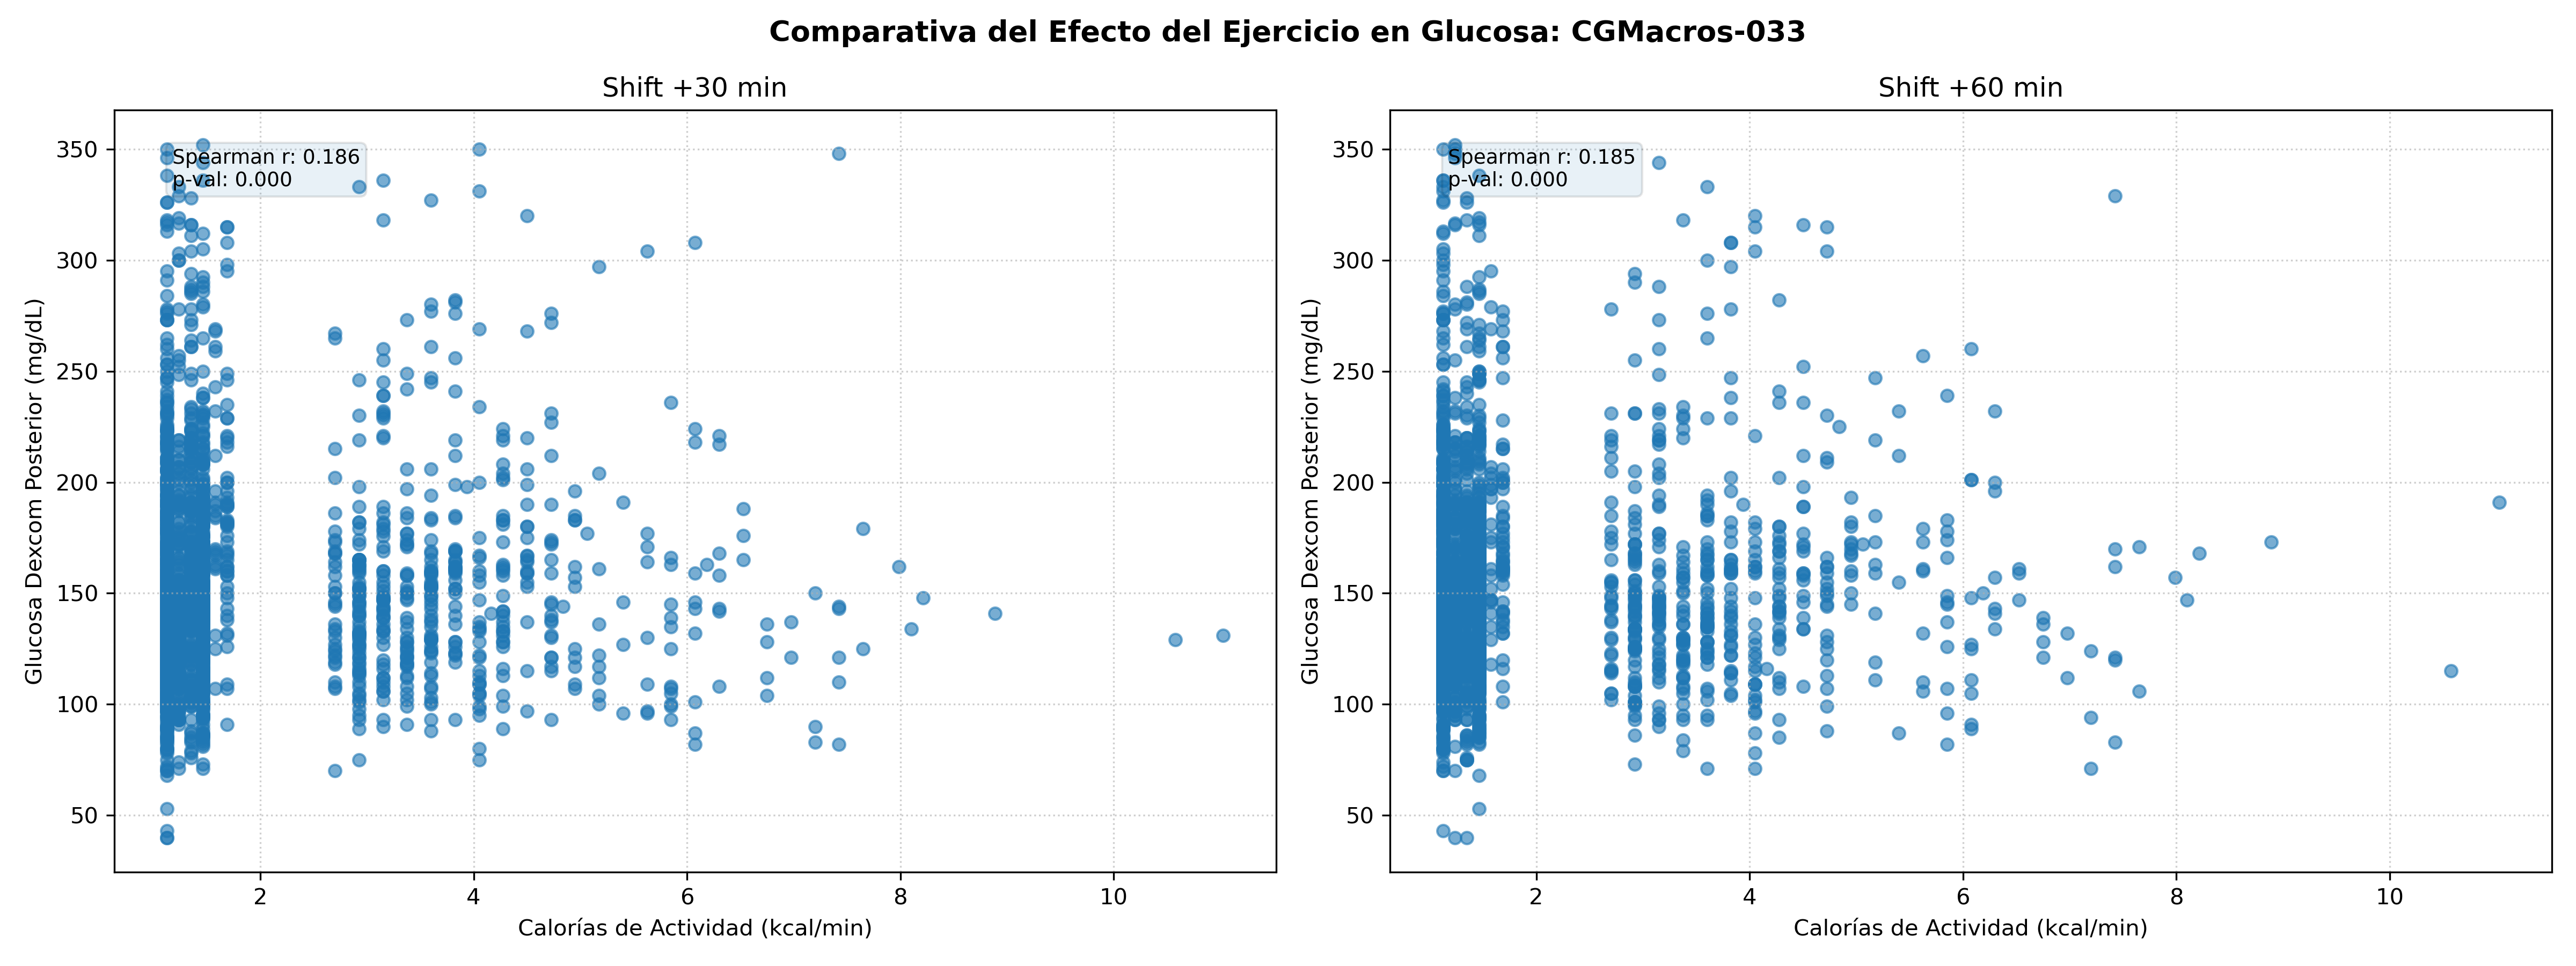 Comparativa del Efecto del Ejercicio en Glucosa: CGMacros-033
Shift +30 min
Spearman r: 0.186
p-val: 0.000
350
300
250
200
150
100
50
Glucosa Dexcom Posterior (mg/dL)
2 4 6 8 10
Calorías de Actividad (kcal/min)
Shift +60 min
Spearman r: 0.185
p-val: 0.000
350
300
250
200
150
100
50
Glucosa Dexcom Posterior (mg/dL)
2 4 6 8 10
Calorías de Actividad (kcal/min)